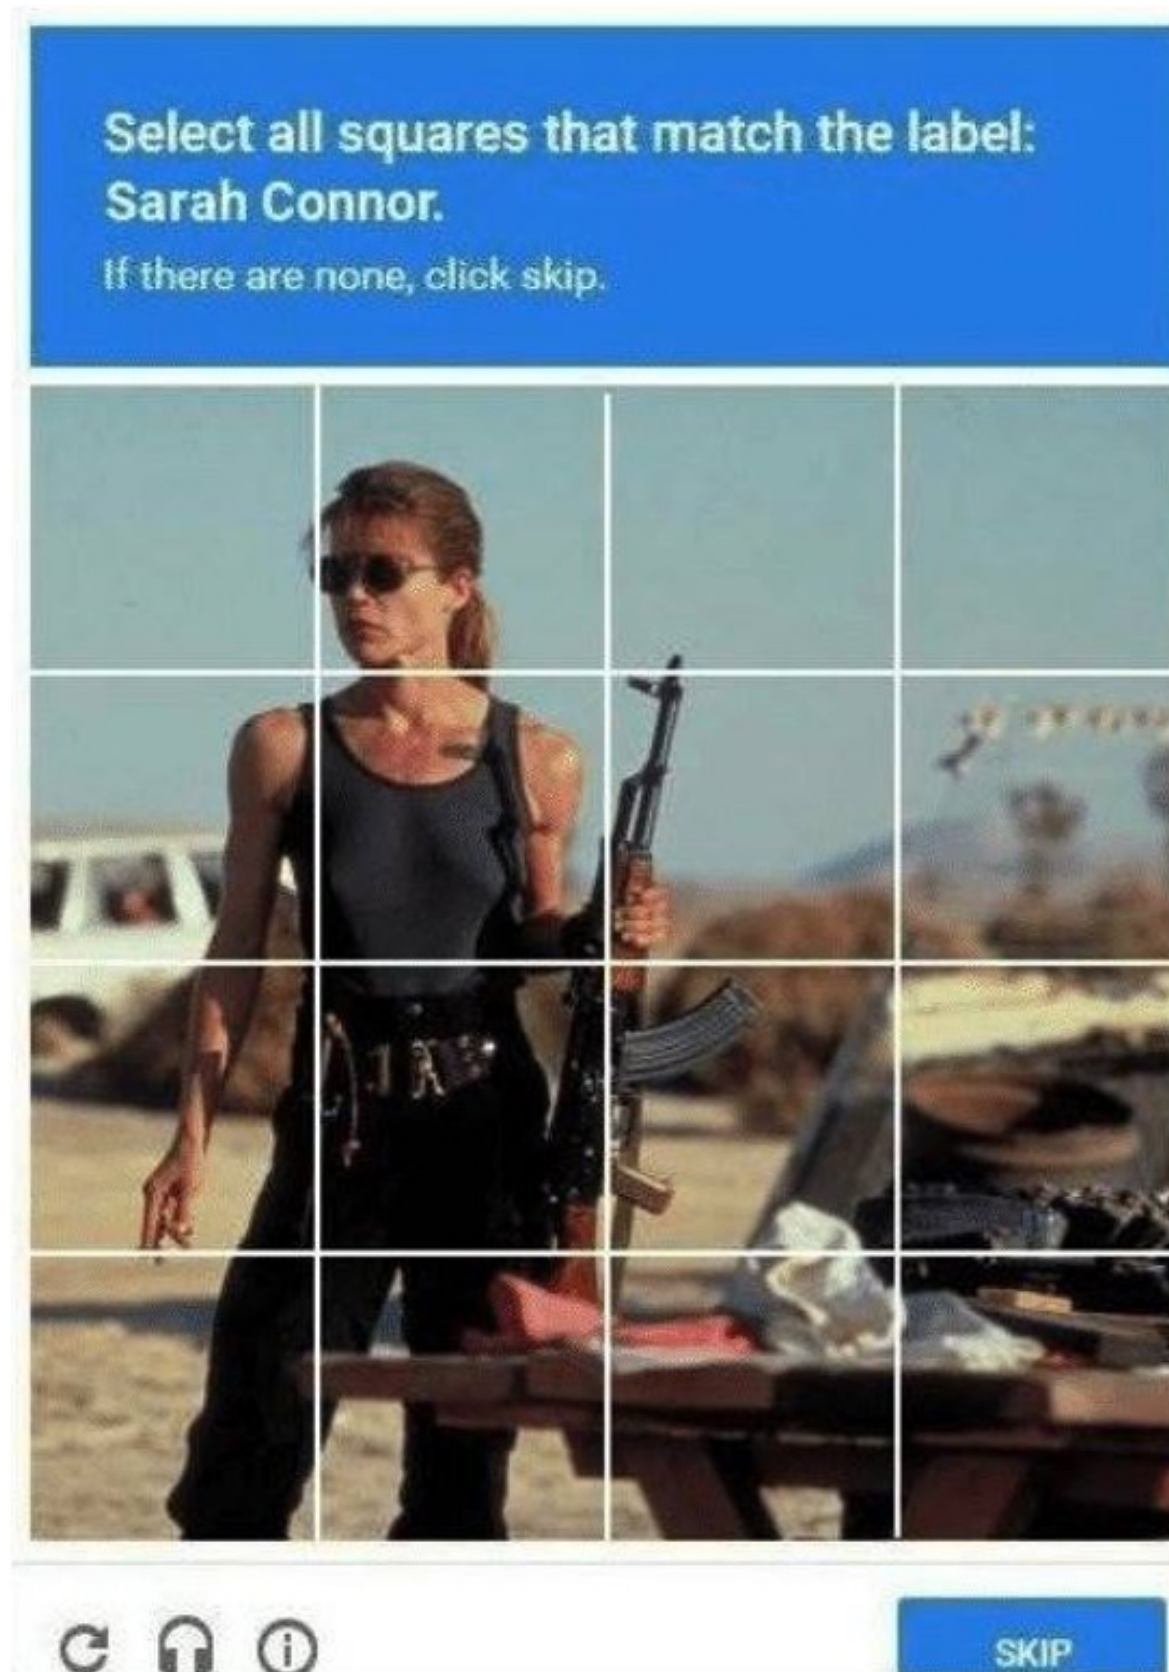 Select all squares that match the label:
Sarah Connor.
If there are none, click skip.
SKIP